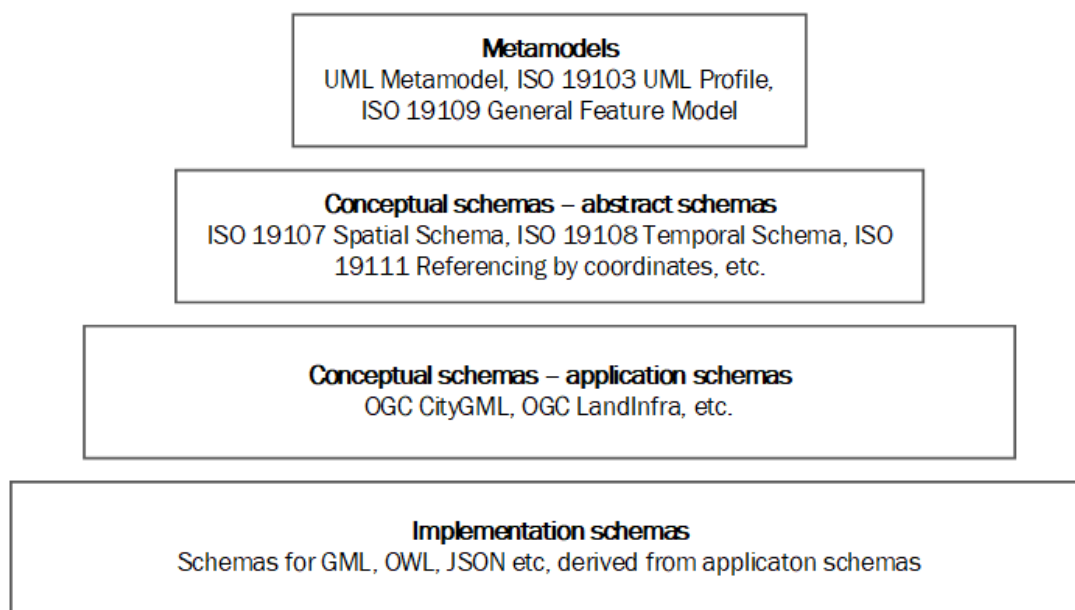 Metamodels
UML Metamodel, ISO 19103 UML Profile,
ISO 19109 General Feature Model
Conceptual schemas – abstract schemas
ISO 19107 Spatial Schema, ISO 19108 Temporal Schema, ISO
19111 Referencing by coordinates, etc.
Conceptual schemas – application schemas
OGC CityGML, OGC LandInfra, etc.
Implementation schemas
Schemas for GML, OWL, JSON etc, derived from applicaton schemas